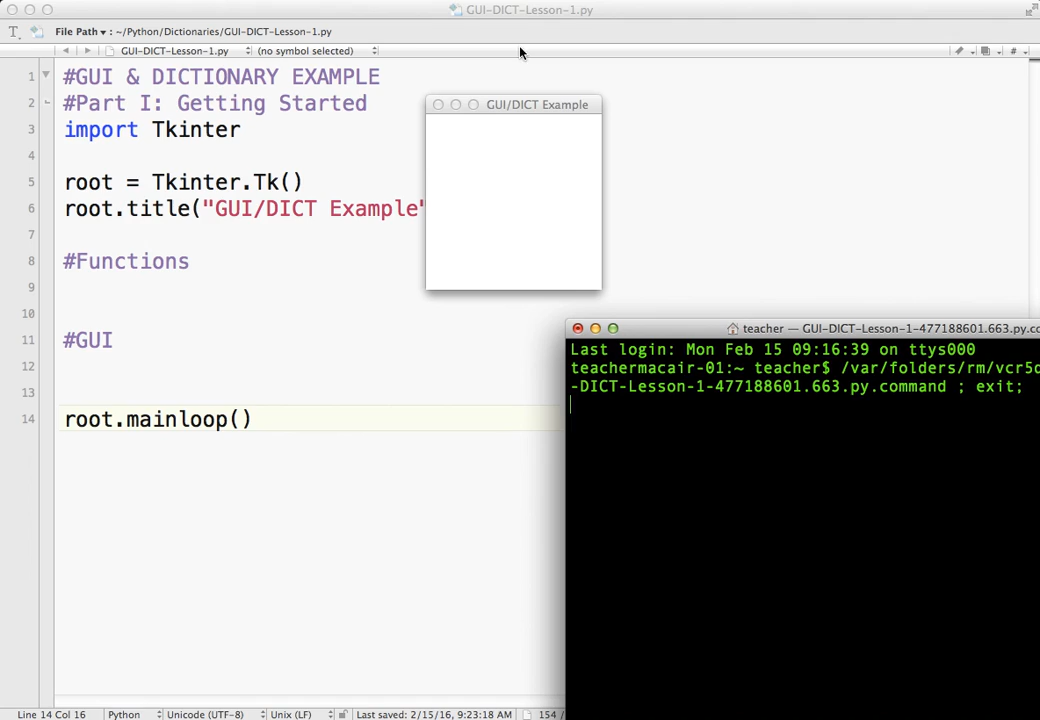 GUI-DICT-Lesson-1.py
File Path ▾ : ~/Python/Dictionaries/GUI-DICT-Lesson-1.py
GUI-DICT-Lesson-1.py (no symbol selected) #
1 #GUI & DICTIONARY EXAMPLE
2 #Part I: Getting Started
3 import Tkinter
4
5 root = Tkinter.Tk()
6 root.title("GUI/DICT Example"
7
8 #Functions
9
10
11 #GUI
12
13
14 root.mainloop()
GUI/DICT Example
teacher — GUI-DICT-Lesson-1-477188601.663.py.co
Last login: Mon Feb 15 09:16:39 on ttys000
teachermacair-01:~ teacher$ /var/folders/rm/vcr5
-DICT-Lesson-1-477188601.663.py.command ; exit;
Line 14 Col 16 Python Unicode (UTF-8) Unix (LF) Last saved: 2/15/16, 9:23:18 AM 154 /